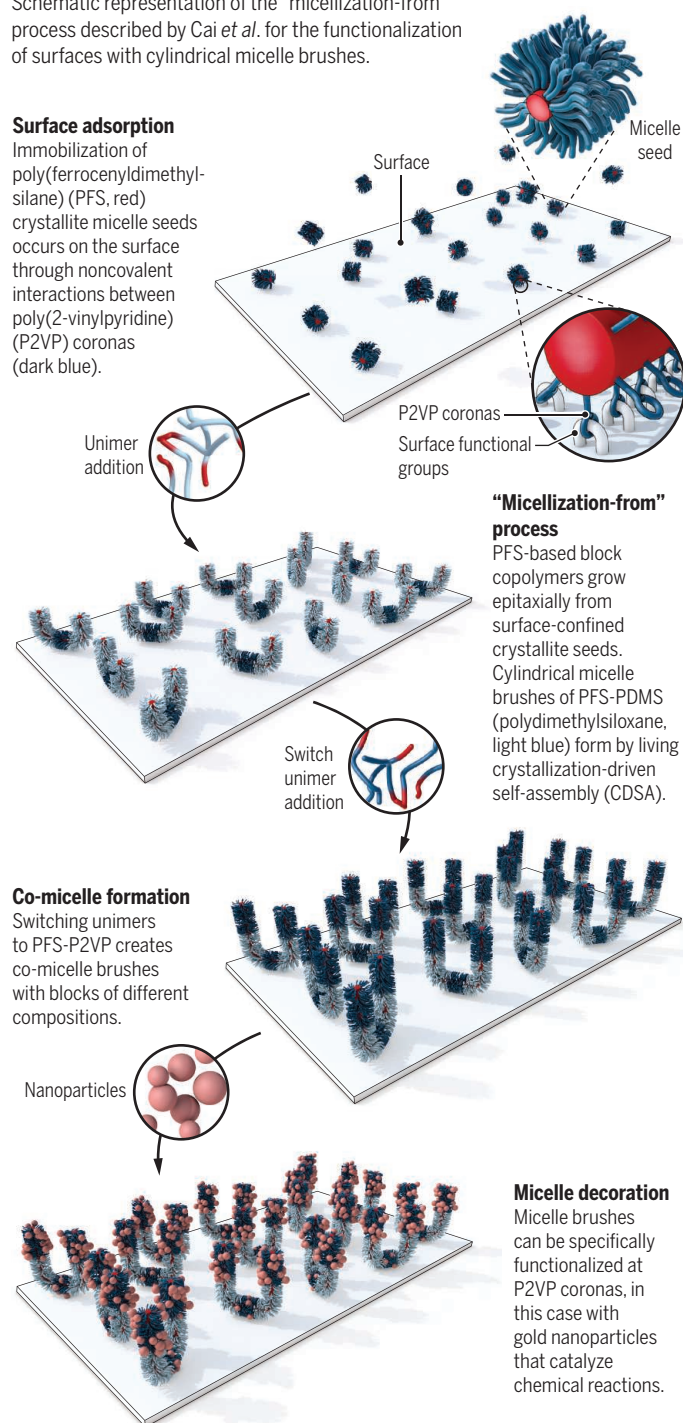 Schematic representation of the "micellization-from"
process described by Cai et al. for the functionalization
of surfaces with cylindrical micelle brushes.
Surface adsorption
Immobilization of
poly(ferrocenyldimethyl-
silane) (PFS, red)
crystallite micelle seeds
occurs on the surface
through noncovalent
interactions between
poly(2-vinylpyridine)
(P2VP) coronas
(dark blue).
Surface
Micelle
seed
P2VP coronas
Surface functional
groups
Unimer
addition
“Micellization-from”
process
PFS-based block
copolymers grow
epitaxially from
surface-confined
crystallite seeds.
Cylindrical micelle
brushes of PFS-PDMS
(polydimethylsiloxane,
light blue) form by living
crystallization-driven
self-assembly (CDSA).
Switch
unimer
addition
Co-micelle formation
Switching unimers
to PFS-P2VP creates
co-micelle brushes
with blocks of different
compositions.
Nanoparticles
Micelle decoration
Micelle brushes
can be specifically
functionalized at
P2VP coronas, in
this case with
gold nanoparticles
that catalyze
chemical reactions.